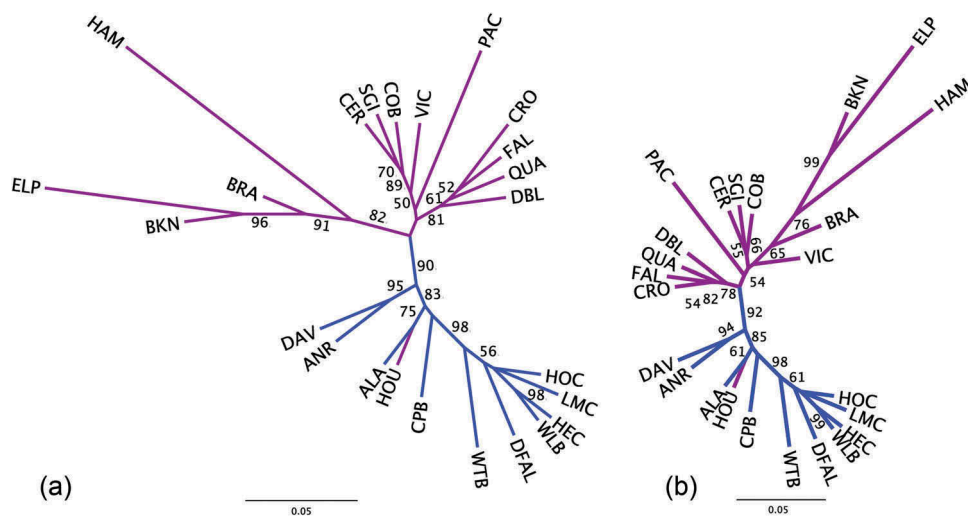 HAM
PAC
CER
SGI
COB
VIC
CRO
FAL
QUA
DBL
70
89
50
52
61
81
ELP
BKN
BRA
96
91
82
90
95
83
75
DAV
ANR
ALA
HOU
CPB
98
56
HOC
LMC
98
HEC
WLB
DFAL
WTB
(a)
0.05
ELP
BKN
HAM
99
PAC
CER
SGI
COB
55
66
76
BRA
65
VIC
DBL
QUA
FAL
CRO
54
54
82
78
92
94
85
61
DAV
ANR
ALA
HOU
CPB
98
61
HOC
LMC
99
HEC
WLB
DFAL
WTB
(b)
0.05